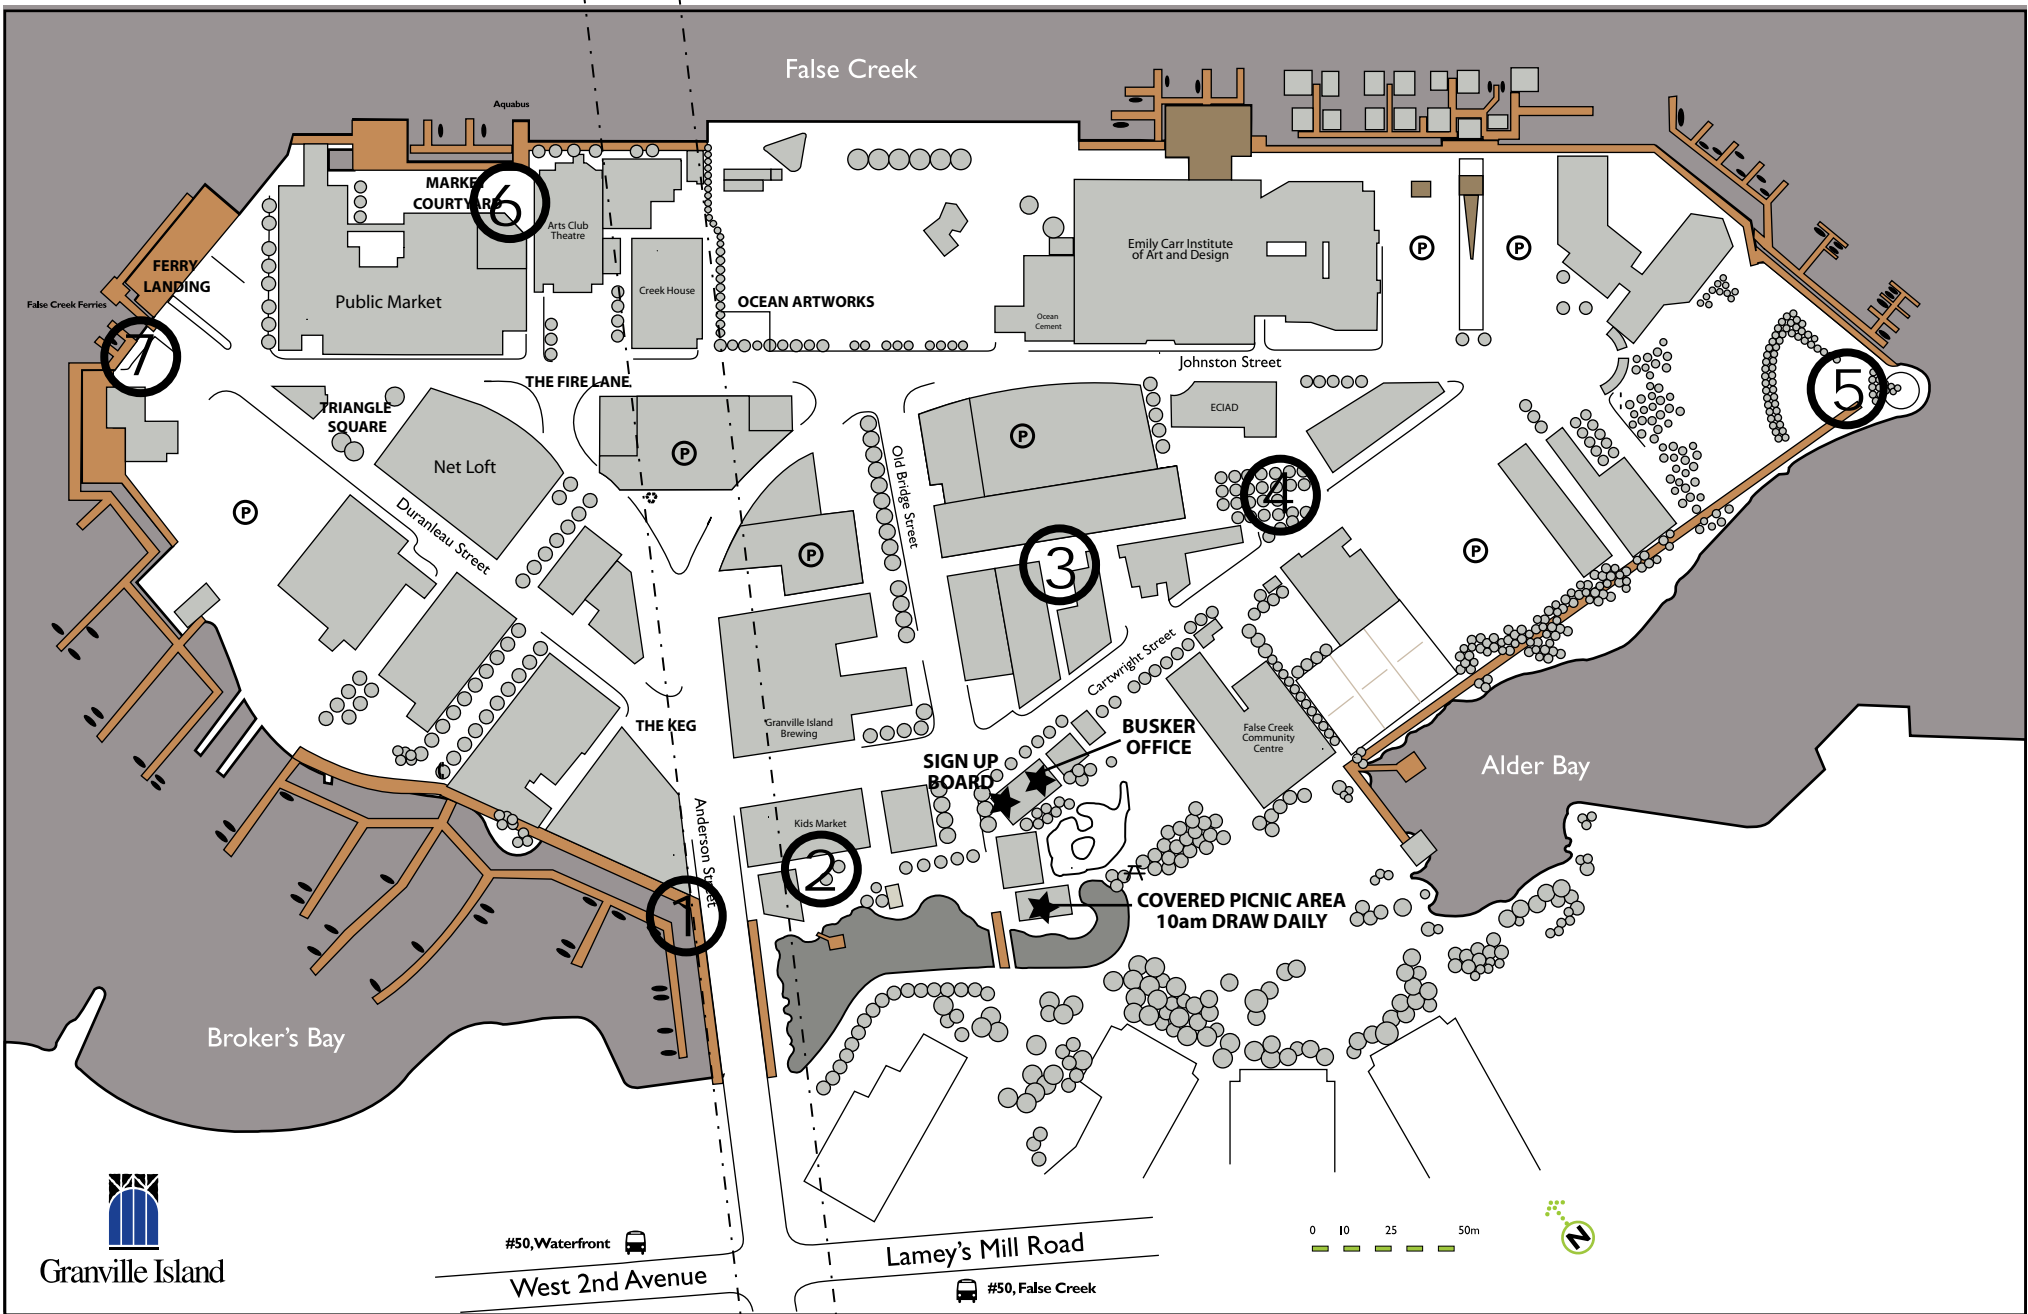 False Creek
Aquabus
MARKET
COURTYARD
6
Arts Club
Theatre
FERRY
LANDING
False Creek Ferries
Public Market
Creek House
OCEAN ARTWORKS
Ocean
Cement
Emily Carr Institute
of Art and Design
P
P
7
Johnston Street
5
THE FIRE LANE
TRIANGLE
SQUARE
Net Loft
P
Old Bridge Street
P
ECIAD
4
P
Duranleau Street
P
3
P
Cartwright Street
THE KEG
Granville Island
Brewing
BUSKER
OFFICE
False Creek
Community
Centre
SIGN UP
BOARD
Alder Bay
Anderson Street
Kids Market
2
1
COVERED PICNIC AREA
10am DRAW DAILY
Broker's Bay
Granville Island
#50, Waterfront
West 2nd Avenue
Lamey's Mill Road
#50, False Creek
0 10 25 50m
N